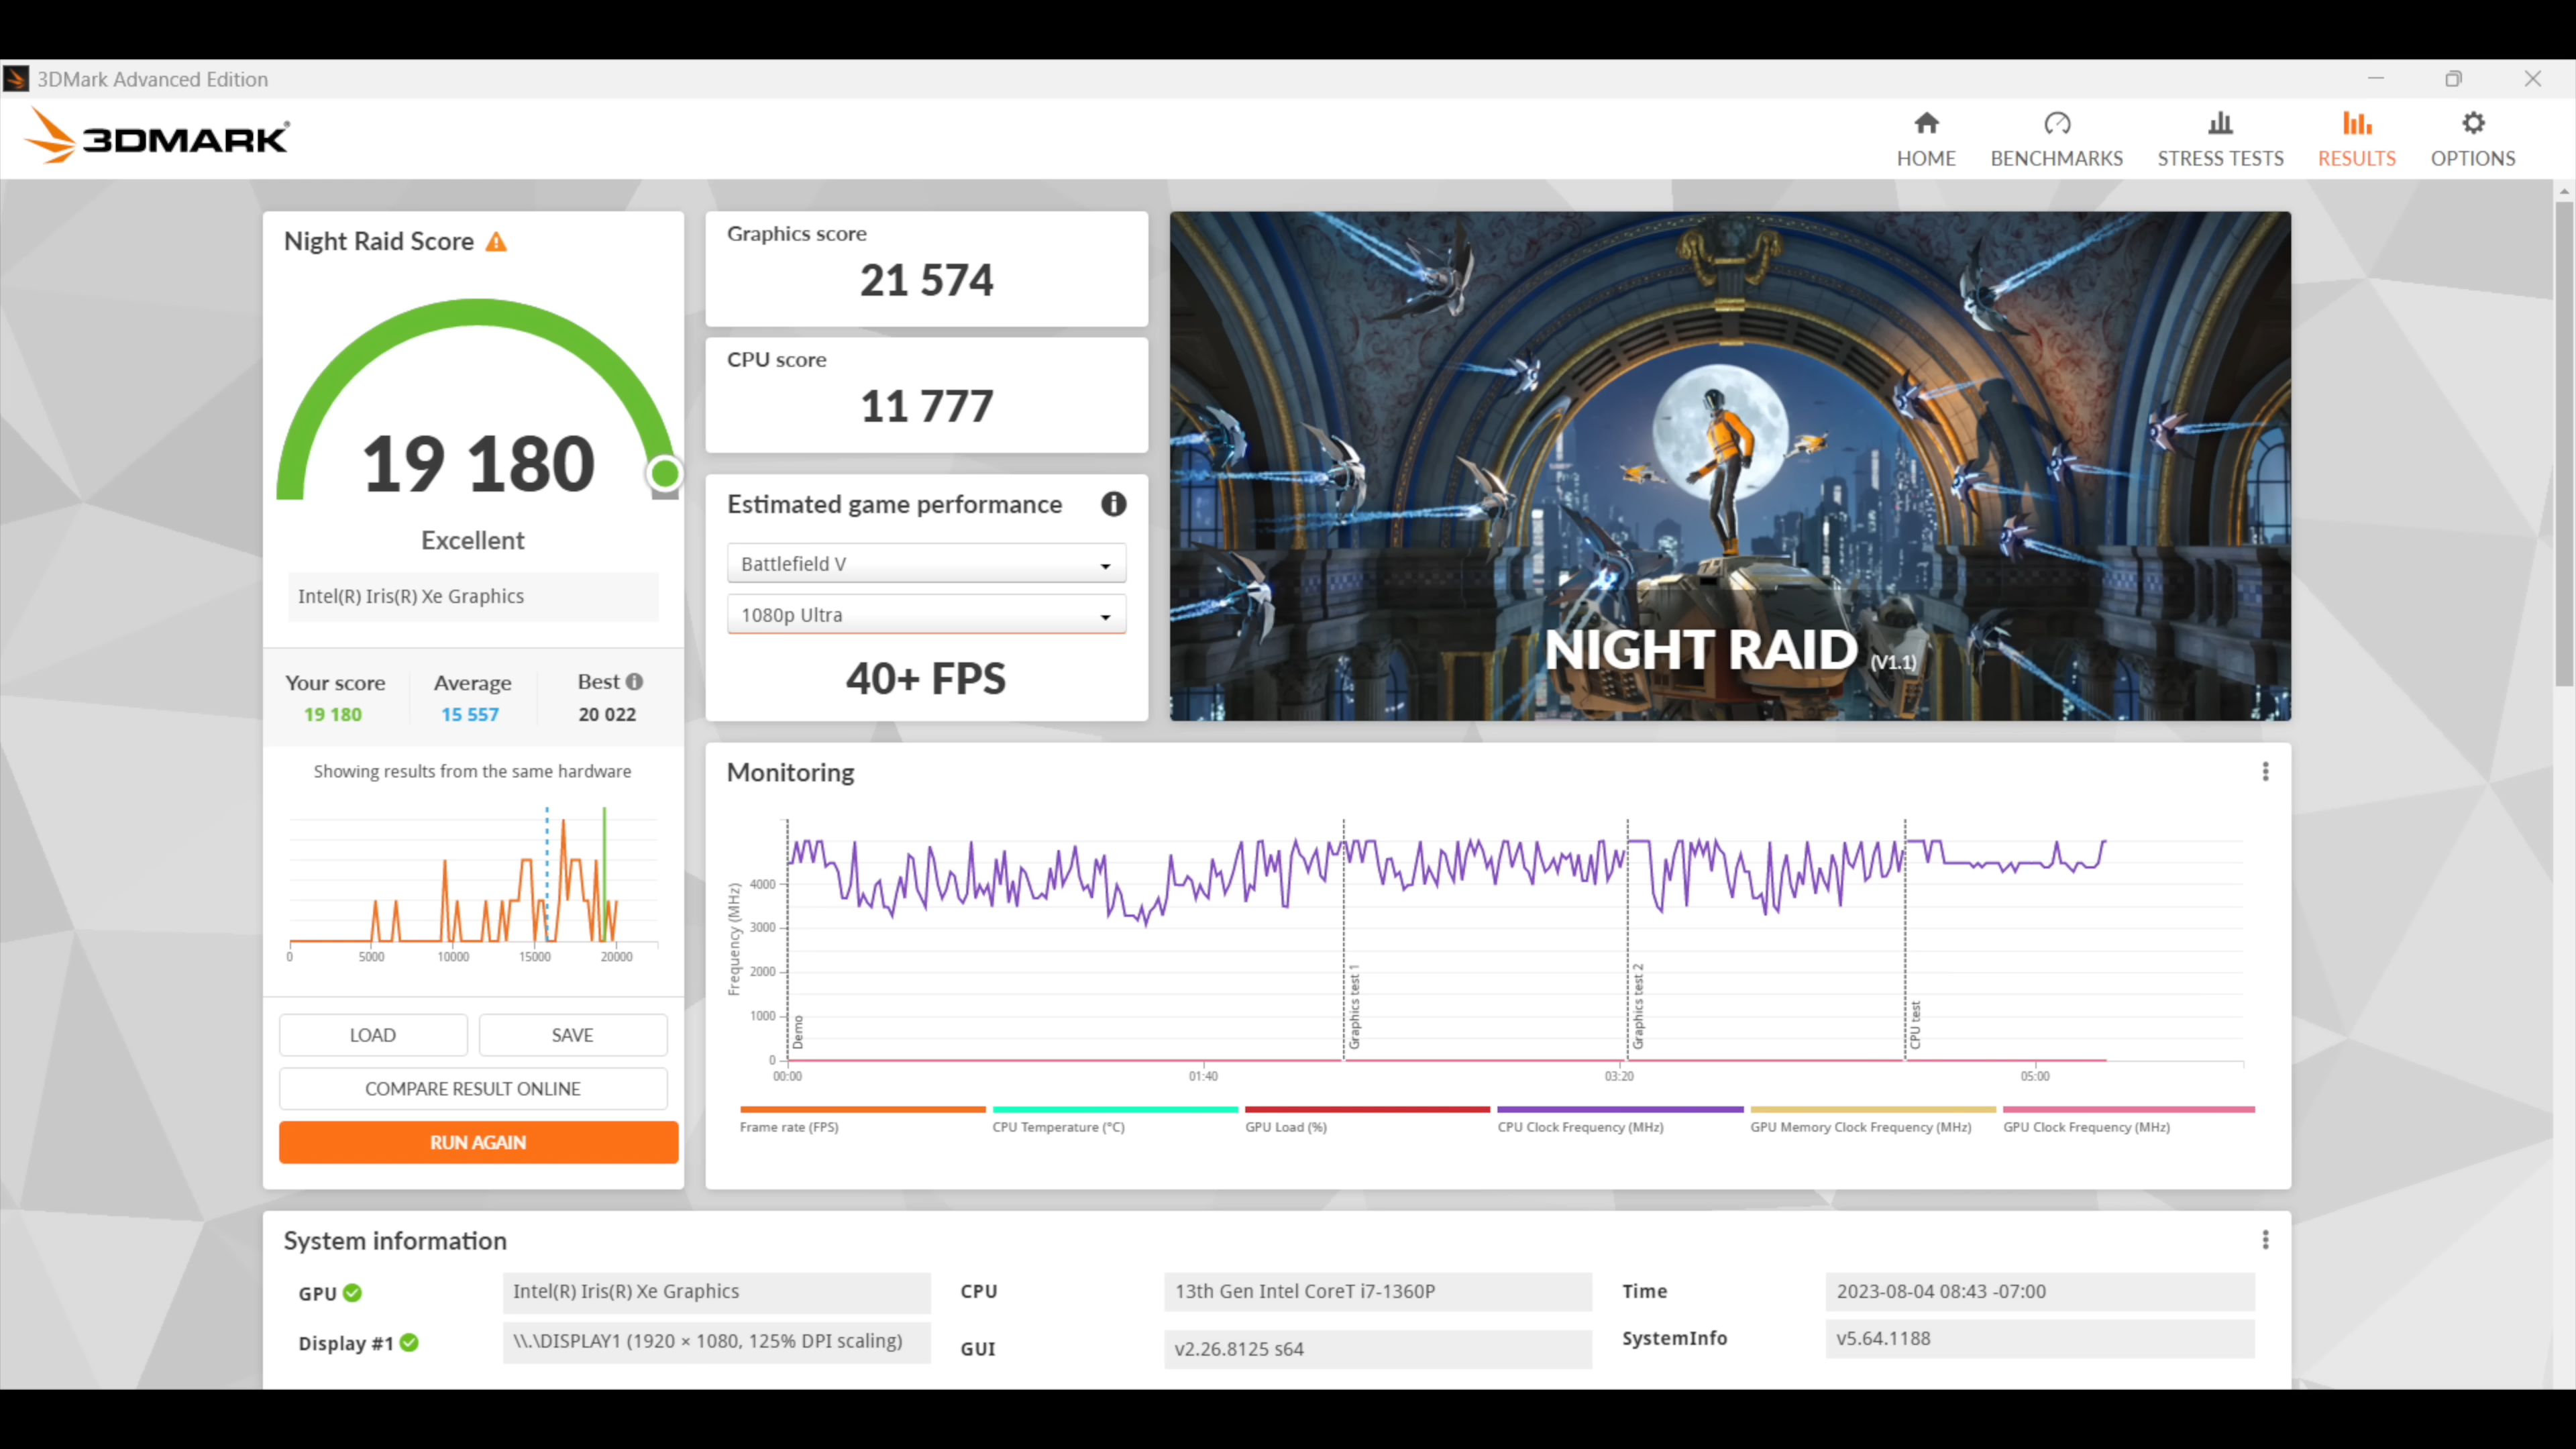 3DMark Advanced Edition
3DMARK®
HOME
BENCHMARKS
STRESS TESTS
RESULTS
OPTIONS
Night Raid Score
19 180
Excellent
Intel(R) Iris(R) Xe Graphics
Your score
19 180
Average
15 557
Best
20 022
Showing results from the same hardware
0 5000 10000 15000 20000
LOAD
SAVE
COMPARE RESULT ONLINE
RUN AGAIN
Graphics score
21 574
CPU score
11 777
Estimated game performance
Battlefield V
1080p Ultra
40+ FPS
NIGHT RAID (V1.1)
Monitoring
Frequency (MHz)
4000
3000
2000
1000
0
Demo
Graphics test 1
Graphics test 2
CPU test
00:00 01:40 03:20 05:00
Frame rate (FPS)
CPU Temperature (°C)
GPU Load (%)
CPU Clock Frequency (MHz)
GPU Memory Clock Frequency (MHz)
GPU Clock Frequency (MHz)
System information
GPU
Intel(R) Iris(R) Xe Graphics
CPU
13th Gen Intel CoreT i7-1360P
Time
2023-08-04 08:43 -07:00
Display #1
\\.\DISPLAY1 (1920 × 1080, 125% DPI scaling)
GUI
v2.26.8125 s64
SystemInfo
v5.64.1188